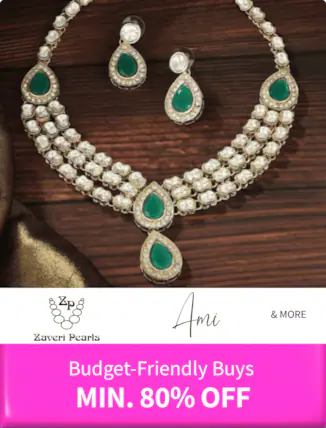 Zp
Zaveri Pearls
Ami
& MORE
Budget-Friendly Buys
MIN. 80% OFF